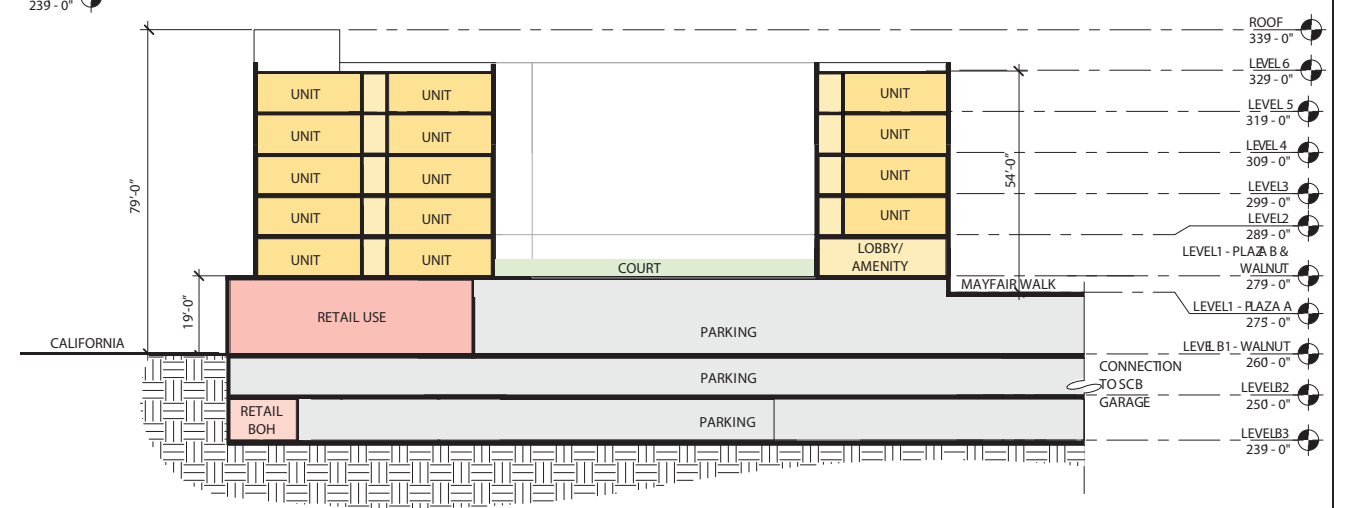 239 - 0"
ROOF
339 - 0"
LEVEL 6
329 - 0"
UNIT UNIT UNIT
LEVEL 5
319 - 0"
UNIT UNIT UNIT
LEVEL 4
309 - 0"
79'-0"
54'-0"
UNIT UNIT UNIT
LEVEL3
299 - 0"
UNIT UNIT UNIT
LEVEL2
289 - 0"
UNIT UNIT
LOBBY/
AMENITY
COURT
LEVEL1 - PLAZA B &
WALNUT
279 - 0"
MAYFAIR WALK
19'-0"
RETAIL USE
PARKING
LEVEL1 - PLAZA A
275 - 0"
CALIFORNIA
LEVEL B1 - WALNUT
260 - 0"
PARKING
CONNECTION
TO SCB
GARAGE
LEVELB2
250 - 0"
RETAIL
BOH
PARKING
LEVELB3
239 - 0"